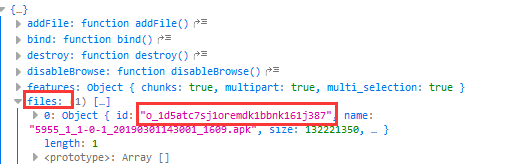 {…}
addFile: function addFile()
bind: function bind()
destroy: function destroy()
disableBrowse: function disableBrowse()
features: Object { chunks: true, multipart: true, multi_selection: true }
files: (1) […]
0: Object { id: "o_1d5atc7sj1oremdk1bbnk161j387", name:
"5955_1_1-0-1_20190301143001_1609.apk", size: 132221350, … }
length: 1
<prototype>: Array []